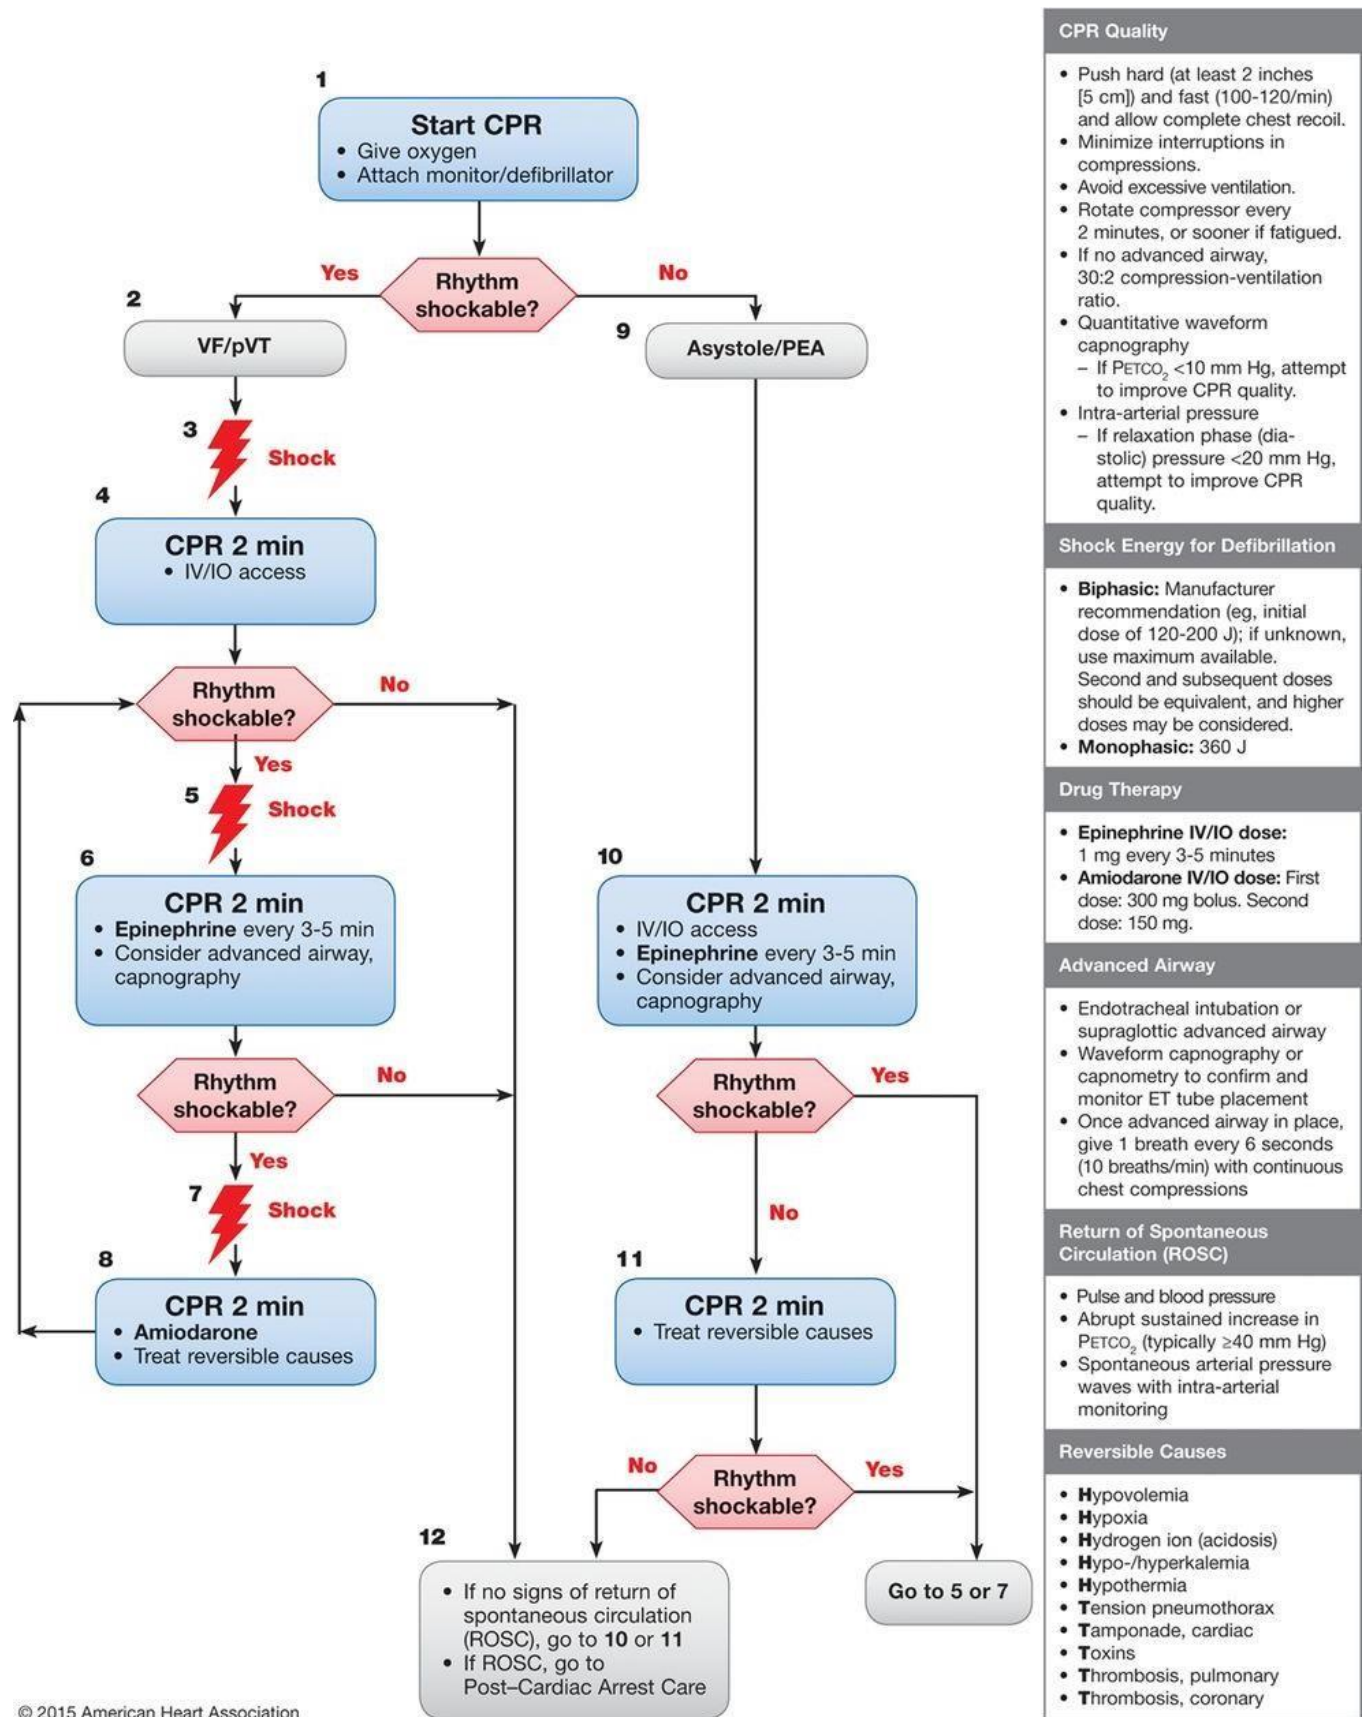 1
Start CPR
• Give oxygen
• Attach monitor/defibrillator
Rhythm
shockable?
Yes
No
2
VF/pVT
3
Shock
4
CPR 2 min
• IV/IO access
Rhythm
shockable?
No
Yes
5
Shock
6
CPR 2 min
• Epinephrine every 3-5 min
• Consider advanced airway,
capnography
Rhythm
shockable?
No
Yes
7
Shock
8
CPR 2 min
• Amiodarone
• Treat reversible causes
9
Asystole/PEA
10
CPR 2 min
• IV/IO access
• Epinephrine every 3-5 min
• Consider advanced airway,
capnography
Rhythm
shockable?
Yes
No
11
CPR 2 min
• Treat reversible causes
Rhythm
shockable?
No
Yes
12
• If no signs of return of
spontaneous circulation
(ROSC), go to 10 or 11
• If ROSC, go to
Post–Cardiac Arrest Care
Go to 5 or 7
© 2015 American Heart Association
CPR Quality
• Push hard (at least 2 inches
[5 cm]) and fast (100-120/min)
and allow complete chest recoil.
• Minimize interruptions in
compressions.
• Avoid excessive ventilation.
• Rotate compressor every
2 minutes, or sooner if fatigued.
• If no advanced airway,
30:2 compression-ventilation
ratio.
• Quantitative waveform
capnography
– If PETCO₂ <10 mm Hg, attempt
to improve CPR quality.
• Intra-arterial pressure
– If relaxation phase (dia-
stolic) pressure <20 mm Hg,
attempt to improve CPR
quality.
Shock Energy for Defibrillation
• Biphasic: Manufacturer
recommendation (eg, initial
dose of 120-200 J); if unknown,
use maximum available.
Second and subsequent doses
should be equivalent, and higher
doses may be considered.
• Monophasic: 360 J
Drug Therapy
• Epinephrine IV/IO dose:
1 mg every 3-5 minutes
• Amiodarone IV/IO dose: First
dose: 300 mg bolus. Second
dose: 150 mg.
Advanced Airway
• Endotracheal intubation or
supraglottic advanced airway
• Waveform capnography or
capnometry to confirm and
monitor ET tube placement
• Once advanced airway in place,
give 1 breath every 6 seconds
(10 breaths/min) with continuous
chest compressions
Return of Spontaneous
Circulation (ROSC)
• Pulse and blood pressure
• Abrupt sustained increase in
PETCO₂ (typically ≥40 mm Hg)
• Spontaneous arterial pressure
waves with intra-arterial
monitoring
Reversible Causes
• Hypovolemia
• Hypoxia
• Hydrogen ion (acidosis)
• Hypo-/hyperkalemia
• Hypothermia
• Tension pneumothorax
• Tamponade, cardiac
• Toxins
• Thrombosis, pulmonary
• Thrombosis, coronary